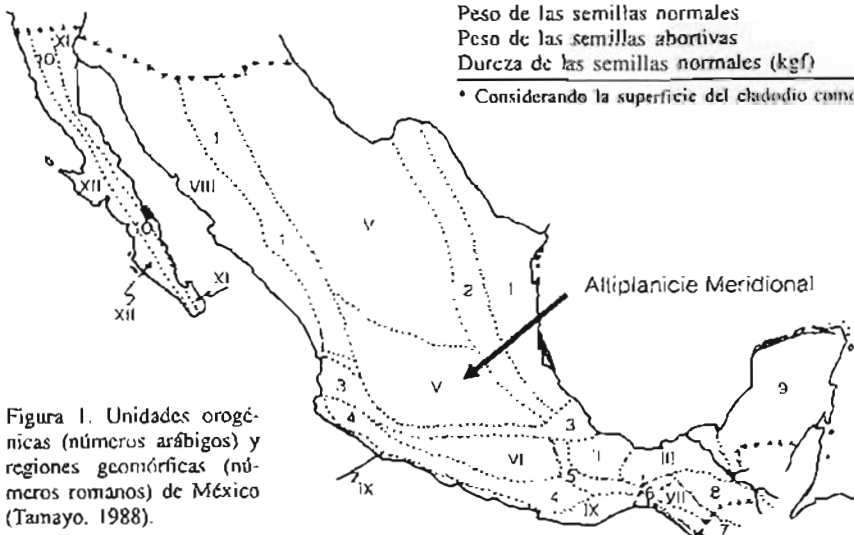 Peso de las semillas normales
Peso de las semillas abortivas
Dureza de las semillas normales (kgf)
* Considerando la superficie del cladodio como
XI
O
1
VIII
XII
V
1
2
I
Altiplanicie Meridional
O
XI
XII
3
V
9
4
3
VI
II
III
5
IX
4
IX
6
VII
8
7
Figura 1. Unidades orogé-
nicas (números arábigos) y
regiones geomórficas (nú-
meros romanos) de México
(Tamayo, 1988).